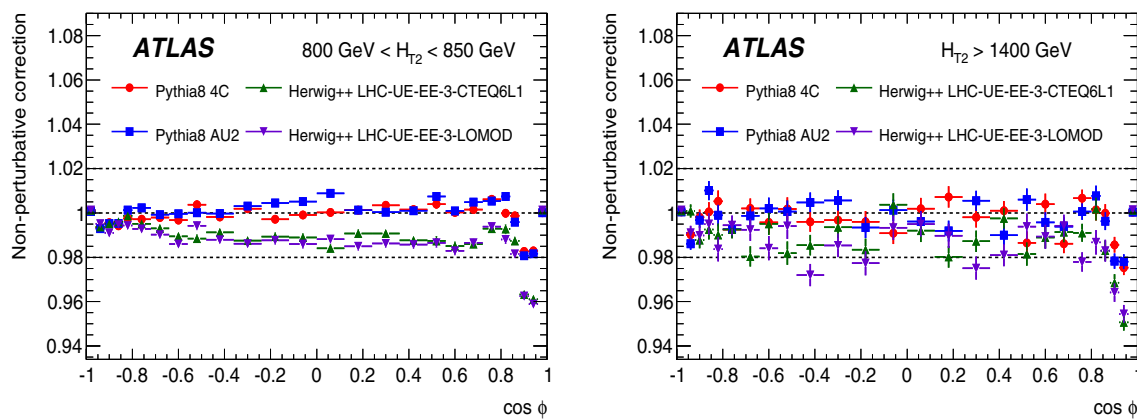 Non-perturbative correction
1.08
1.06
1.04
1.02
1
0.98
0.96
0.94
ATLAS
800 GeV < H_T2 < 850 GeV
Pythia8 4C
Herwig++ LHC-UE-EE-3-CTEQ6L1
Pythia8 AU2
Herwig++ LHC-UE-EE-3-LOMOD
-1 -0.8 -0.6 -0.4 -0.2 0 0.2 0.4 0.6 0.8 1
cos ϕ
Non-perturbative correction
1.08
1.06
1.04
1.02
1
0.98
0.96
0.94
ATLAS
H_T2 > 1400 GeV
Pythia8 4C
Herwig++ LHC-UE-EE-3-CTEQ6L1
Pythia8 AU2
Herwig++ LHC-UE-EE-3-LOMOD
-1 -0.8 -0.6 -0.4 -0.2 0 0.2 0.4 0.6 0.8 1
cos ϕ